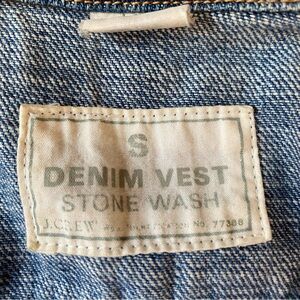 S
DENIM VEST
STONE WASH
J.CREW No. 77308